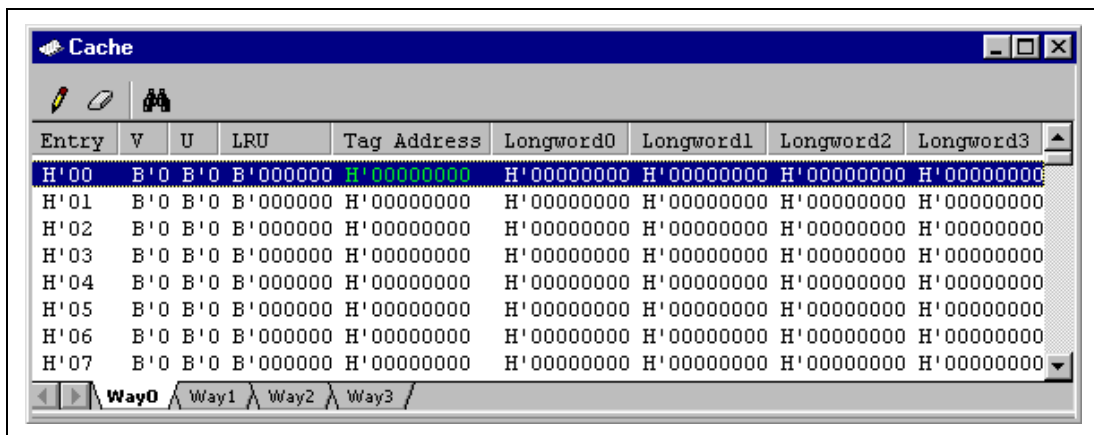 Cache
Entry V U LRU Tag Address Longword0 Longword1 Longword2 Longword3
H'00 B'0 B'0 B'000000 H'00000000 H'00000000 H'00000000 H'00000000 H'00000000
H'01 B'0 B'0 B'000000 H'00000000 H'00000000 H'00000000 H'00000000 H'00000000
H'02 B'0 B'0 B'000000 H'00000000 H'00000000 H'00000000 H'00000000 H'00000000
H'03 B'0 B'0 B'000000 H'00000000 H'00000000 H'00000000 H'00000000 H'00000000
H'04 B'0 B'0 B'000000 H'00000000 H'00000000 H'00000000 H'00000000 H'00000000
H'05 B'0 B'0 B'000000 H'00000000 H'00000000 H'00000000 H'00000000 H'00000000
H'06 B'0 B'0 B'000000 H'00000000 H'00000000 H'00000000 H'00000000 H'00000000
H'07 B'0 B'0 B'000000 H'00000000 H'00000000 H'00000000 H'00000000 H'00000000
Way0 Way1 Way2 Way3